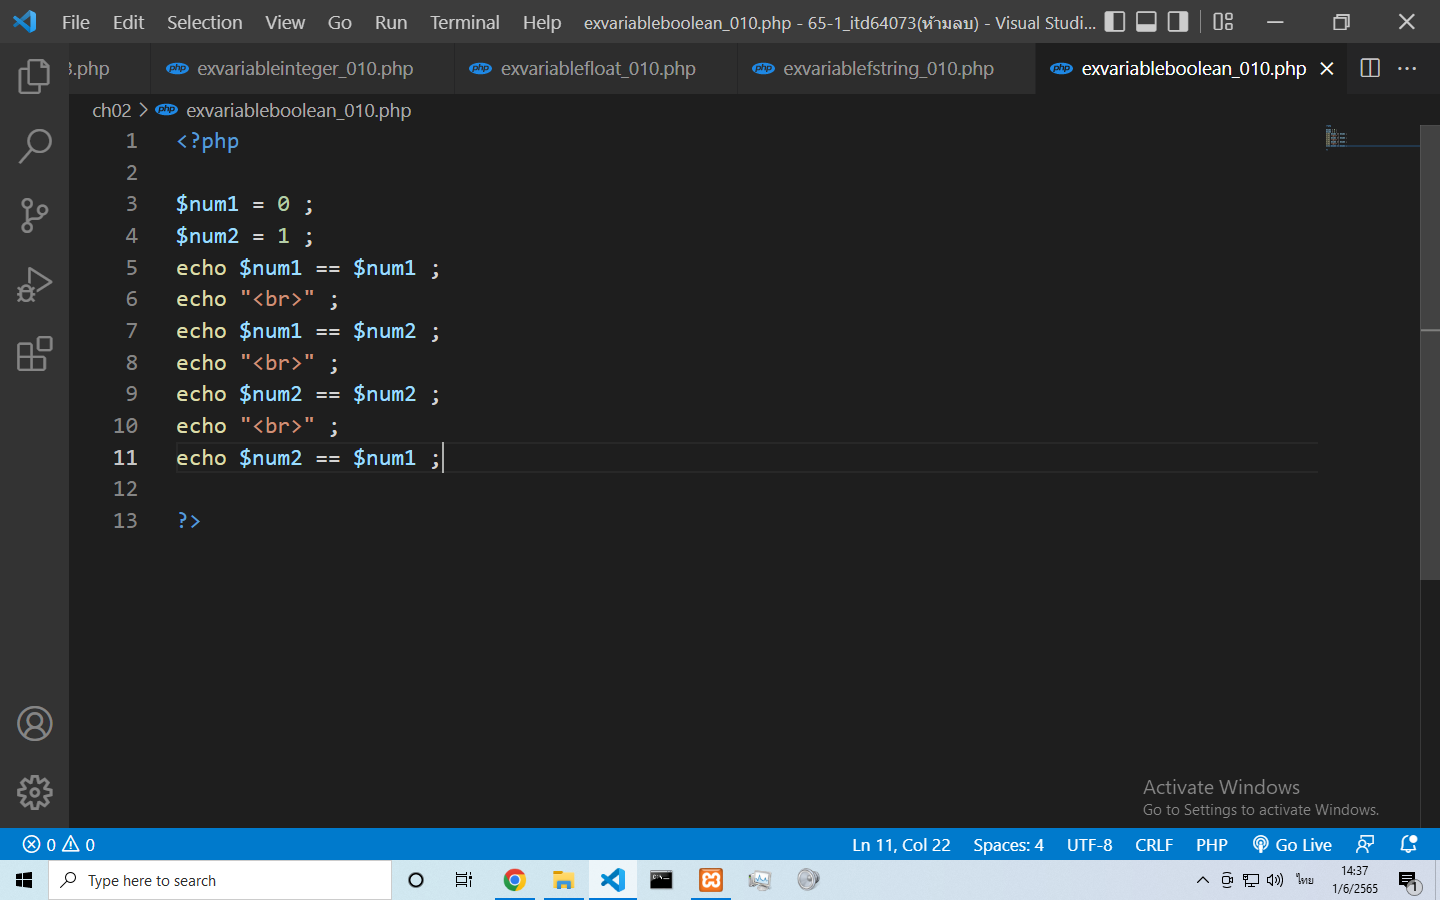 File Edit Selection View Go Run Terminal Help exvariableboolean_010.php - 65-1_itd64073(ห้ามลบ) - Visual Studi...
3.php exvariableinteger_010.php exvariablefloat_010.php exvariablefstring_010.php exvariableboolean_010.php
ch02 > exvariableboolean_010.php
1 <?php
2
3 $num1 = 0 ;
4 $num2 = 1 ;
5 echo $num1 == $num1 ;
6 echo "<br>" ;
7 echo $num1 == $num2 ;
8 echo "<br>" ;
9 echo $num2 == $num2 ;
10 echo "<br>" ;
11 echo $num2 == $num1 ;
12
13 ?>
Activate Windows
Go to Settings to activate Windows.
0 0 Ln 11, Col 22 Spaces: 4 UTF-8 CRLF PHP Go Live
Type here to search ไทย 14:37
1/6/2565 1